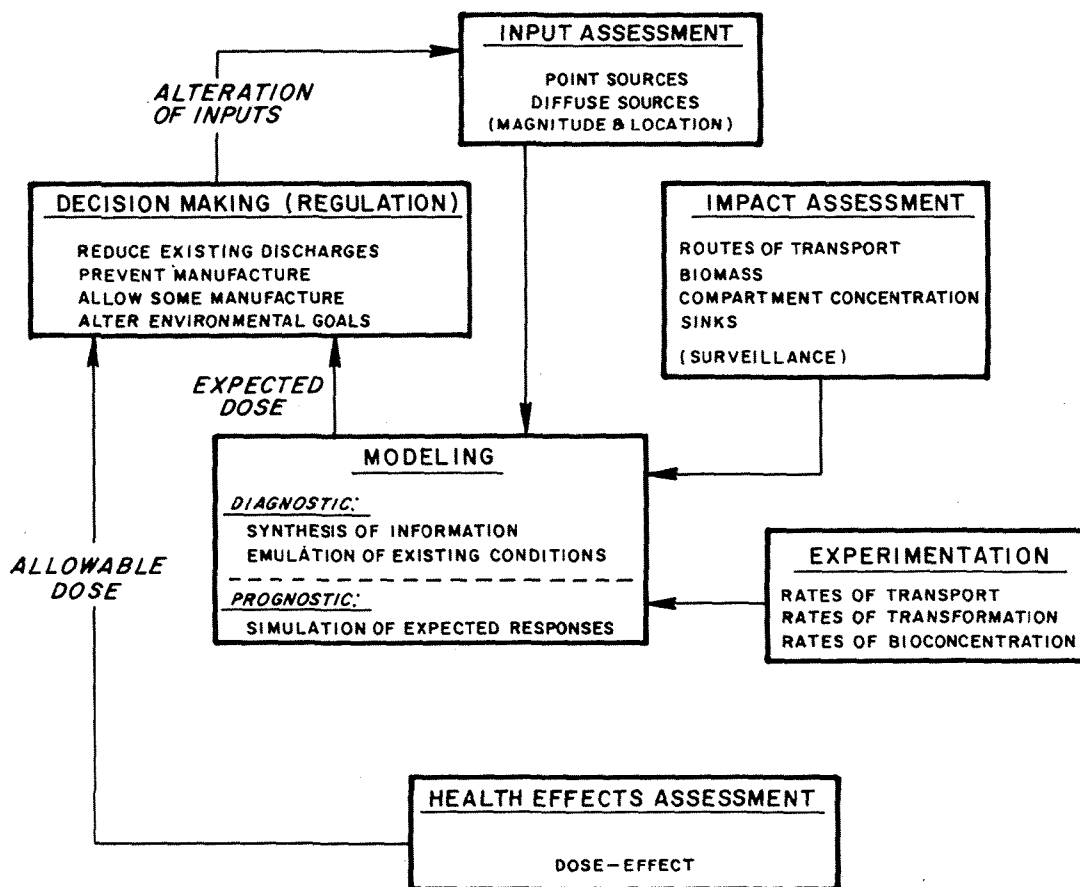 INPUT ASSESSMENT
POINT SOURCES
DIFFUSE SOURCES
(MAGNITUDE & LOCATION)
ALTERATION
OF INPUTS
DECISION MAKING (REGULATION)
REDUCE EXISTING DISCHARGES
PREVENT MANUFACTURE
ALLOW SOME MANUFACTURE
ALTER ENVIRONMENTAL GOALS
IMPACT ASSESSMENT
ROUTES OF TRANSPORT
BIOMASS
COMPARTMENT CONCENTRATION
SINKS
(SURVEILLANCE)
EXPECTED
DOSE
MODELING
DIAGNOSTIC:
SYNTHESIS OF INFORMATION
EMULATION OF EXISTING CONDITIONS
PROGNOSTIC:
SIMULATION OF EXPECTED RESPONSES
EXPERIMENTATION
RATES OF TRANSPORT
RATES OF TRANSFORMATION
RATES OF BIOCONCENTRATION
ALLOWABLE
DOSE
HEALTH EFFECTS ASSESSMENT
DOSE-EFFECT